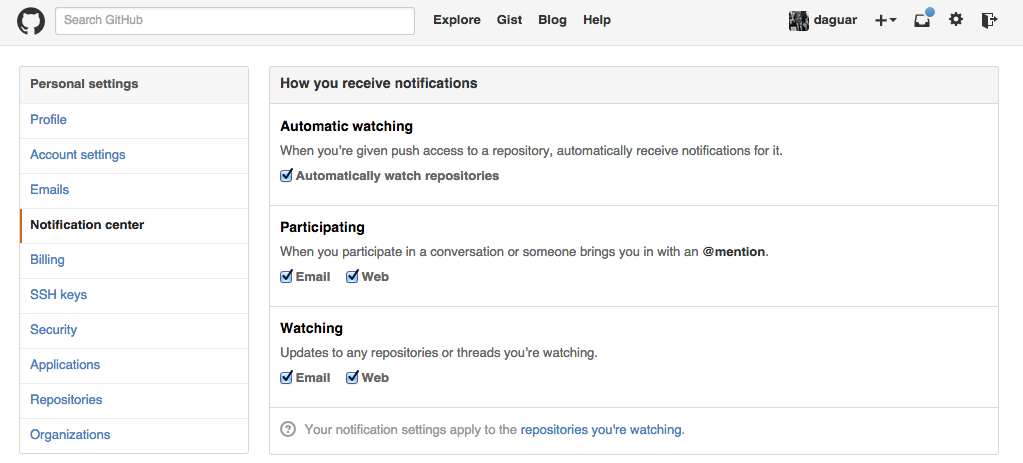 Search GitHub
Explore Gist Blog Help
daguar
Personal settings
Profile
Account settings
Emails
Notification center
Billing
SSH keys
Security
Applications
Repositories
Organizations
How you receive notifications
Automatic watching
When you're given push access to a repository, automatically receive notifications for it.
Automatically watch repositories
Participating
When you participate in a conversation or someone brings you in with an @mention.
Email Web
Watching
Updates to any repositories or threads you're watching.
Email Web
? Your notification settings apply to the repositories you're watching.